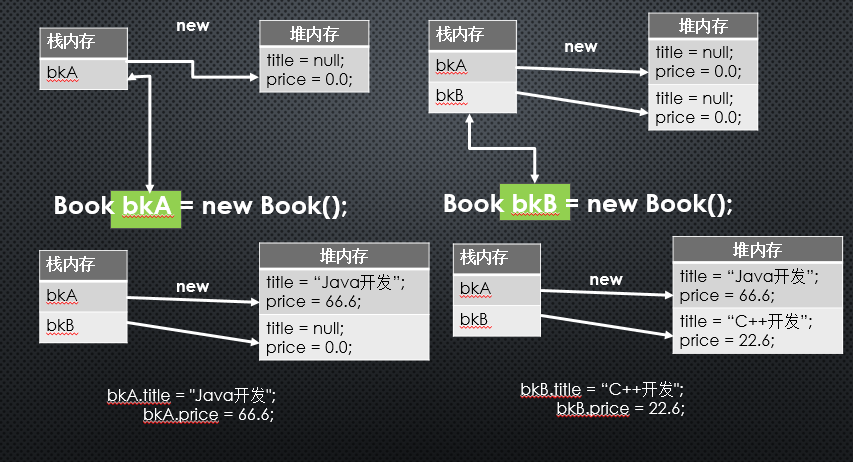 new
栈内存
bkA
堆内存
title = null;
price = 0.0;
Book bkA = new Book();
new
栈内存
bkA
bkB
堆内存
title = null;
price = 0.0;
title = null;
price = 0.0;
Book bkB = new Book();
new
栈内存
bkA
bkB
堆内存
title = “Java开发”;
price = 66.6;
title = null;
price = 0.0;
bkA.title = "Java开发";
bkA.price = 66.6;
new
栈内存
bkA
bkB
堆内存
title = “Java开发”;
price = 66.6;
title = “C++开发”;
price = 22.6;
bkB.title = “C++开发";
bkB.price = 22.6;